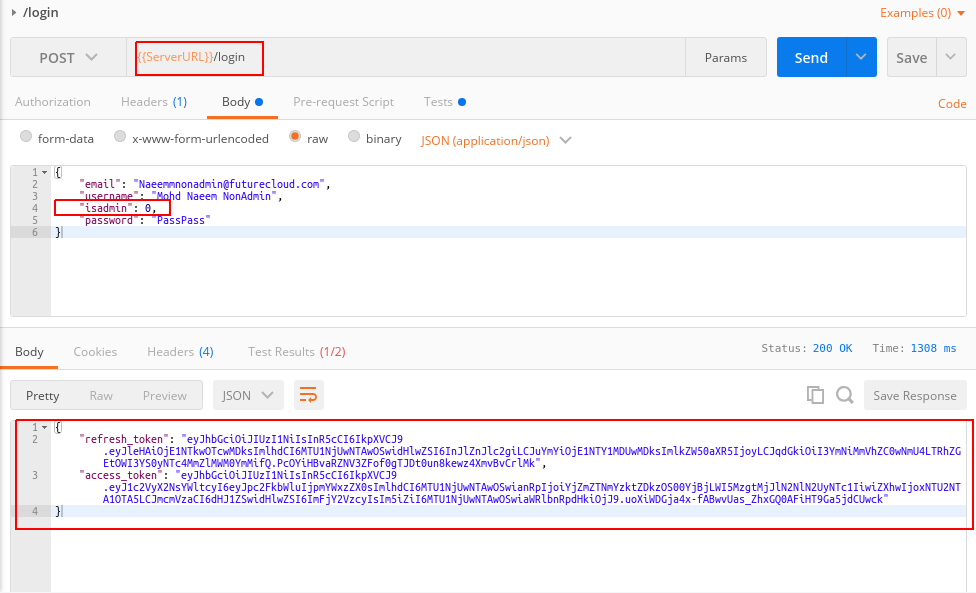 /login
Examples (0)
POST
{{ServerURL}}/login
Params
Send
Save
Authorization
Headers (1)
Body
Pre-request Script
Tests
Code
form-data
x-www-form-urlencoded
raw
binary
JSON (application/json)
1 {
2 "email": "Naeemmnonadmin@futurecloud.com",
3 "username": "Mohd Naeem NonAdmin",
4 "isadmin": 0,
5 "password": "PassPass"
6 }
Body
Cookies
Headers (4)
Test Results (1/2)
Status: 200 OK
Time: 1308 ms
Pretty
Raw
Preview
JSON
Save Response
1 {
2 "refresh_token": "eyJhbGciOiJIUzI1NiIsInR5cCI6IkpXVCJ9
.eyJleHAiOjE1NTkwOTcwMDksImlhdCI6MTU1NjUwNTAwOSwidHlwZSI6InJlZnJlc2giLCJuYmYiOjE1NTY1MDUwMDksImlkZW50aXR5IjoyLCJqdGkiOiI3YmNiMmVhZC0wNmU4LTRhZG
EtOWI3YS0yNTc4MmZlMWM0YmMifQ.PcOYiHBvaRZNV3ZFof0gTJDt0un8kewz4XmvBvCrlMk",
3 "access_token": "eyJhbGciOiJIUzI1NiIsInR5cCI6IkpXVCJ9
.eyJ1c2VyX2NsYWltcyI6eyJpc2FkbWluIjpmYWxzZX0sImlhdCI6MTU1NjUwNTAwOSwianRpIjoiYjZmZTNmYzktZDkzOS00YjBjLWI5MzgtMjJlN2NlN2UyNTc1IiwiZXhwIjoxNTU2NT
A1OTA5LCJmcmVzaCI6dHJ1ZSwidHlwZSI6ImFjY2VzcyIsIm5iZiI6MTU1NjUwNTAwOSwiaWRlbnRpdHkiOjJ9.uoXiWDGja4x-fABwvUas_ZhxGQ0AFiHT9Ga5jdCUwck"
4 }